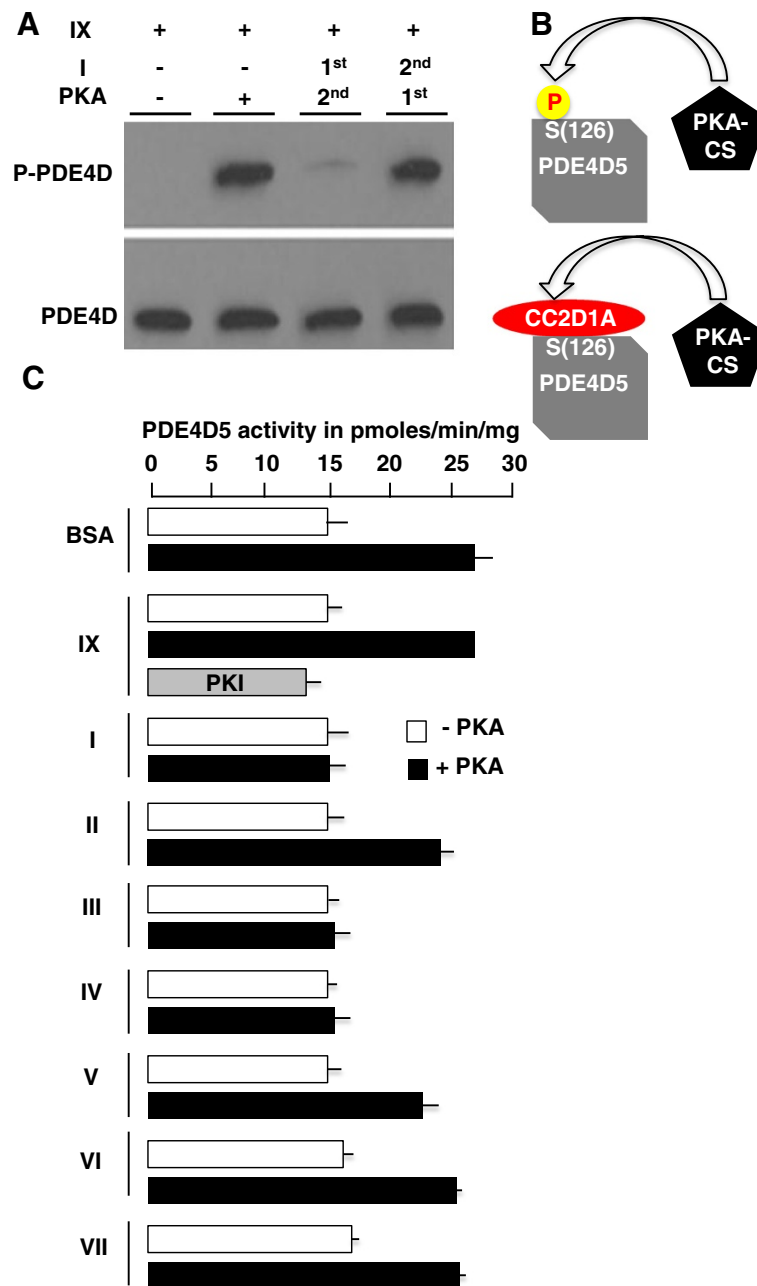 A
IX + + + +
I - - 1st 2nd
PKA - + 2nd 1st
P-PDE4D
PDE4D
B
P
S(126)
PDE4D5
PKA-
CS
CC2D1A
S(126)
PDE4D5
PKA-
CS
C
PDE4D5 activity in pmoles/min/mg
0 5 10 15 20 25 30
BSA
IX
PKI
I
- PKA
+ PKA
II
III
IV
V
VI
VII